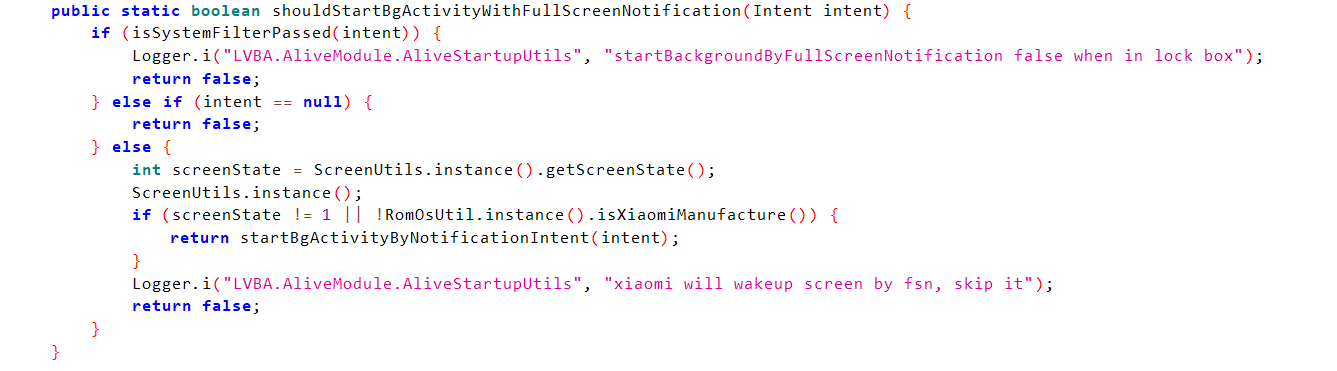 public static boolean shouldStartBgActivityWithFullScreenNotification(Intent intent) {
if (isSystemFilterPassed(intent)) {
Logger.i("LVBA.AliveModule.AliveStartupUtils", "startBackgroundByFullScreenNotification false when in lock box");
return false;
} else if (intent == null) {
return false;
} else {
int screenState = ScreenUtils.instance().getScreenState();
ScreenUtils.instance();
if (screenState != 1 || !RomOsUtil.instance().isXiaomiManufacture()) {
return startBgActivityByNotificationIntent(intent);
}
Logger.i("LVBA.AliveModule.AliveStartupUtils", "xiaomi will wakeup screen by fsn, skip it");
return false;
}
}